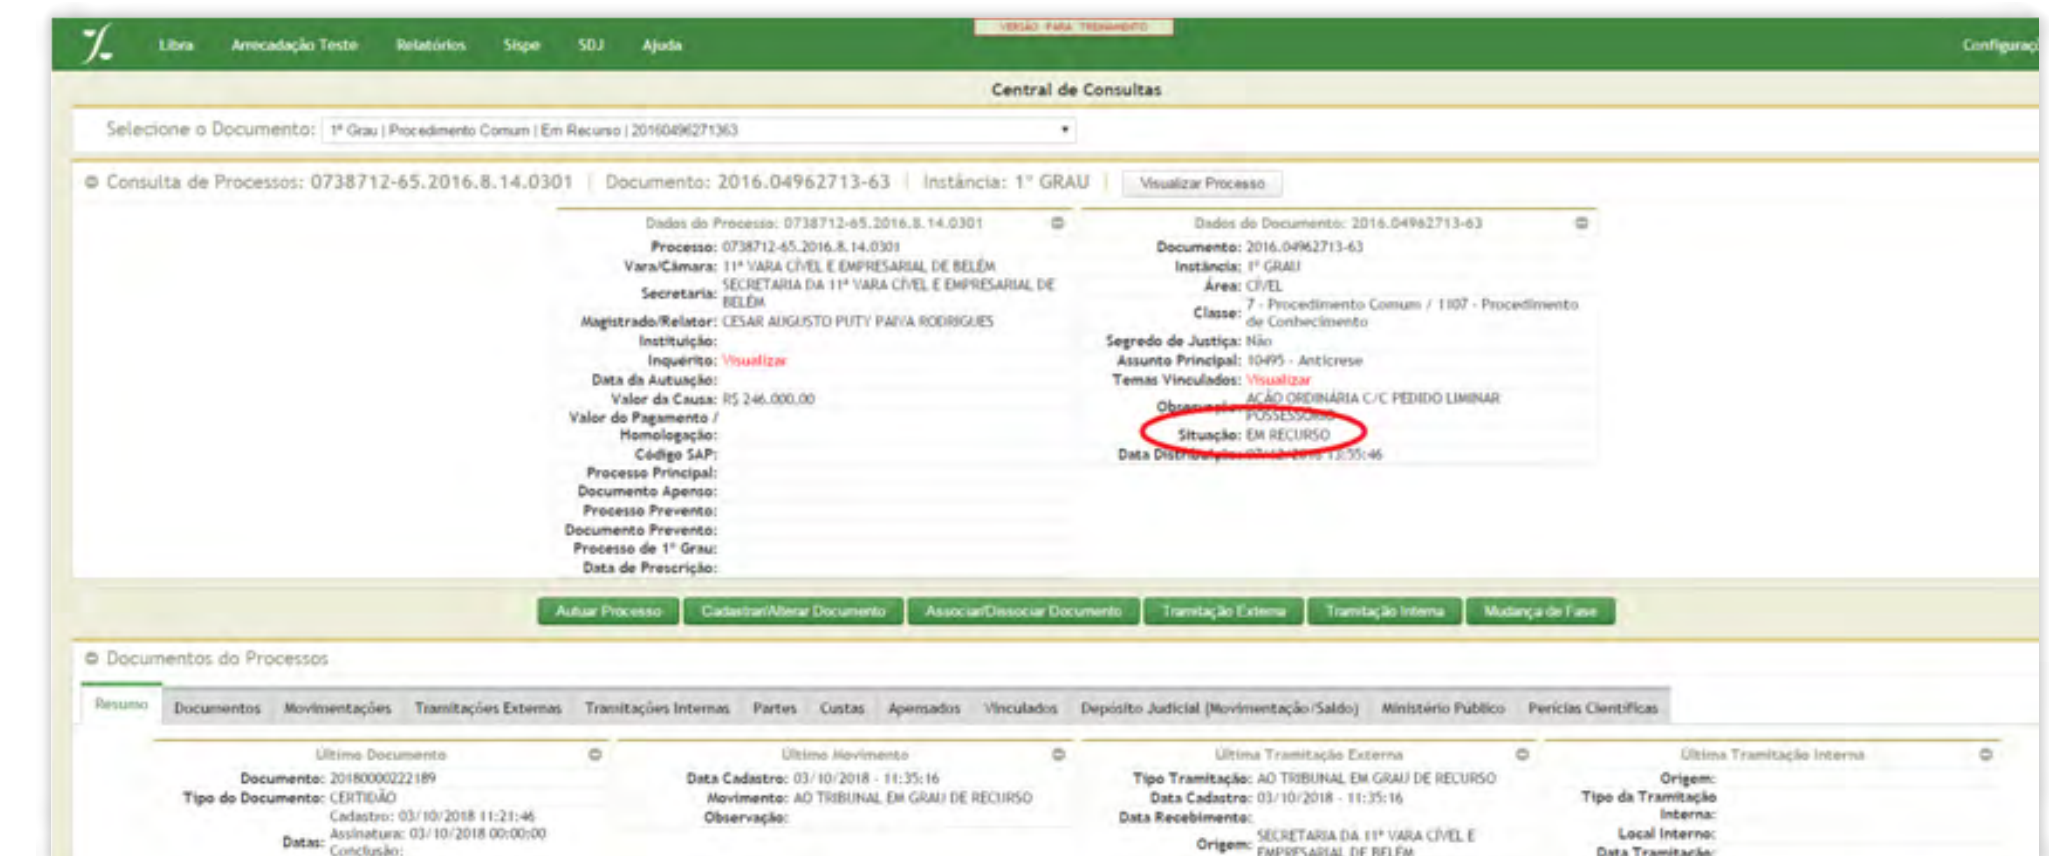 VERSÃO PARA TREINAMENTO
Libra Arrecadação Teste Relatórios Sispe SDJ Ajuda
Central de Consultas
Selecione o Documento: 1º Grau | Procedimento Comum | Em Recurso | 20160496271363
Consulta de Processos: 0738712-65.2016.8.14.0301 | Documento: 2016.04962713-63 | Instância: 1º GRAU | Visualizar Processo
Dados do Processo: 0738712-65.2016.8.14.0301
Processo: 0738712-65.2016.8.14.0301
Vara/Câmara: 11ª VARA CÍVEL E EMPRESARIAL DE BELÉM
Secretaria: SECRETARIA DA 11ª VARA CÍVEL E EMPRESARIAL DE
BELÉM
Magistrado/Relator: CESAR AUGUSTO PUTY PAIVA RODRIGUES
Instituição:
Inquérito: Visualizar
Data da Autuação:
Valor da Causa: R$ 246.000,00
Valor do Pagamento /
Homologação:
Código SAP:
Processo Principal:
Documento Apenso:
Processo Prevento:
Documento Prevento:
Processo de 1º Grau:
Data de Prescrição:
Dados do Documento: 2016.04962713-63
Documento: 2016.04962713-63
Instância: 1º GRAU
Área: CÍVEL
Classe: 7 - Procedimento Comum / 1107 - Procedimento
de Conhecimento
Segredo de Justiça: Não
Assunto Principal: 10495 - Anticrese
Temas Vinculados: Visualizar
Observação: AÇÃO ORDINÁRIA C/C PEDIDO LIMINAR
POSSESSÓRIO
Situação: EM RECURSO
Data Distribuição: 13:55:46
Autuar Processo Cadastrar/Alterar Documento Associar/Dissociar Documento Tramitação Externa Tramitação Interna Mudança de Fase
Documentos do Processos
Resumo Documentos Movimentações Tramitações Externas Tramitações Internas Partes Custas Apensados Vinculados Depósito Judicial (Movimentação/Saldo) Ministério Público Perícias Científicas
Último Documento
Documento: 20180000222189
Tipo do Documento: CERTIDÃO
Cadastro: 03/10/2018 11:21:46
Datas: Assinatura: 03/10/2018 00:00:00
Conclusão:
Último Movimento
Data Cadastro: 03/10/2018 - 11:35:16
Movimento: AO TRIBUNAL EM GRAU DE RECURSO
Observação:
Última Tramitação Externa
Tipo Tramitação: AO TRIBUNAL EM GRAU DE RECURSO
Data Cadastro: 03/10/2018 - 11:35:16
Data Recebimento:
Origem: SECRETARIA DA 11ª VARA CÍVEL E
EMPRESARIAL DE BELÉM
Última Tramitação Interna
Origem:
Tipo da Tramitação
Interna:
Local Interno:
Data Tramitação: